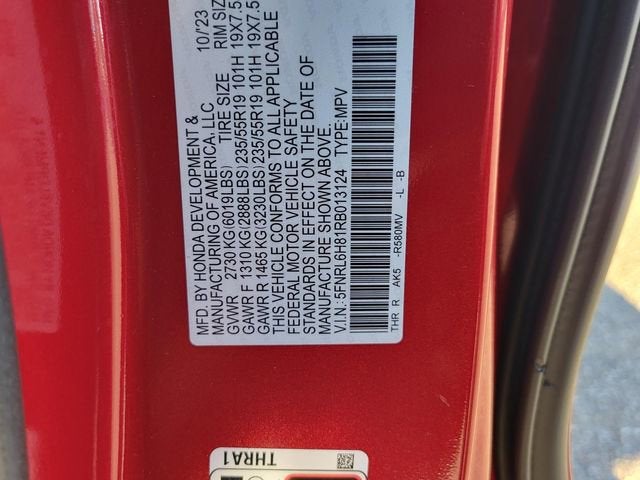 MFD. BY HONDA DEVELOPMENT &
MANUFACTURING OF AMERICA, LLC 10/'23
GVWR 2730 KG(6019LBS) TIRE SIZE RIM SIZ
GAWR F 1310 KG(2888LBS) 235/55R19 101H 19X7.5
GAWR R 1465 KG(3230LBS) 235/55R19 101H 19X7.5
THIS VEHICLE CONFORMS TO ALL APPLICABLE
FEDERAL MOTOR VEHICLE SAFETY
STANDARDS IN EFFECT ON THE DATE OF
MANUFACTURE SHOWN ABOVE.
V.I.N.: 5FNRL6H81RB013124 TYPE: MPV
THR R AK5 -R580MV -L -B
THRA1